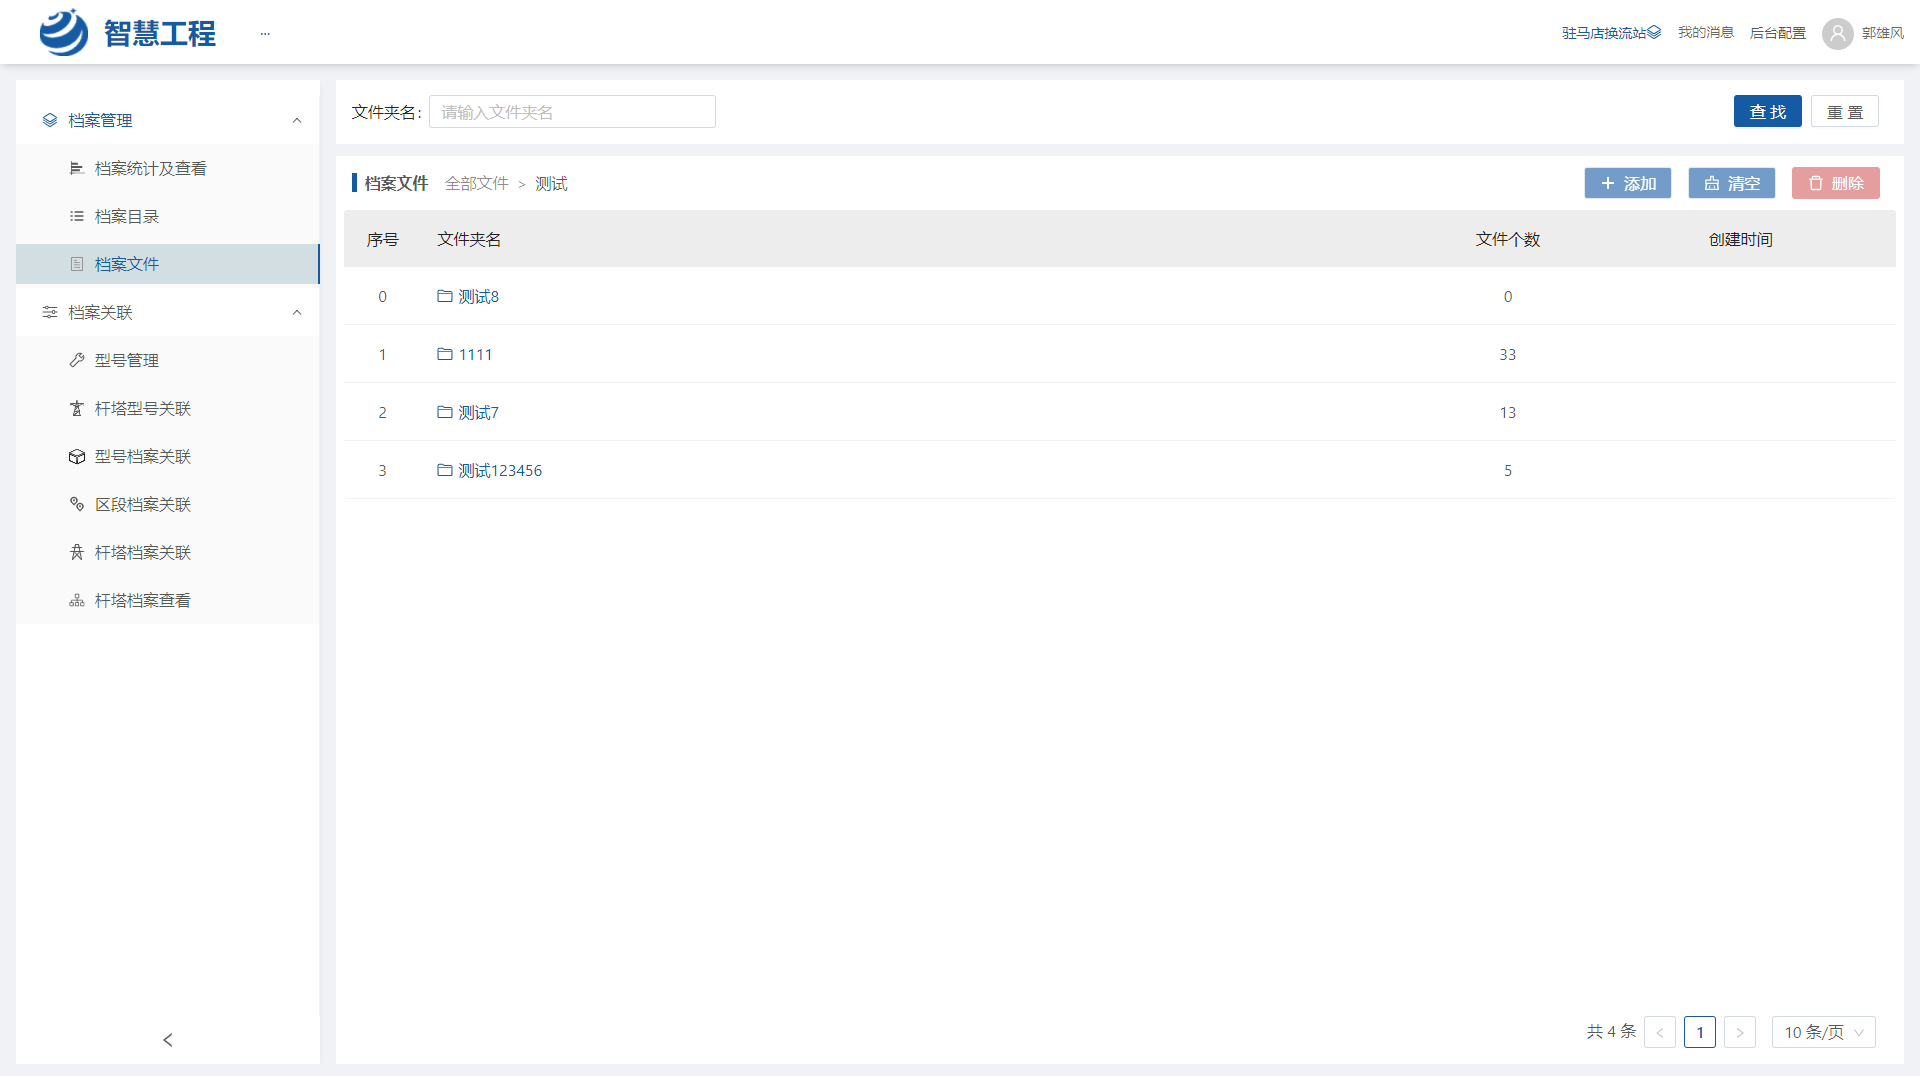 智慧工程
...
驻马店换流站 我的消息 后台配置 郭雄风
档案管理
档案统计及查看
档案目录
档案文件
档案关联
型号管理
杆塔型号关联
型号档案关联
区段档案关联
杆塔档案关联
杆塔档案查看
文件夹名: 请输入文件夹名 查 找 重 置
档案文件 全部文件 > 测试 添加 清空 删除
序号 文件夹名 文件个数 创建时间
0 测试8 0
1 1111 33
2 测试7 13
3 测试123456 5
共 4 条 < 1 > 10 条/页